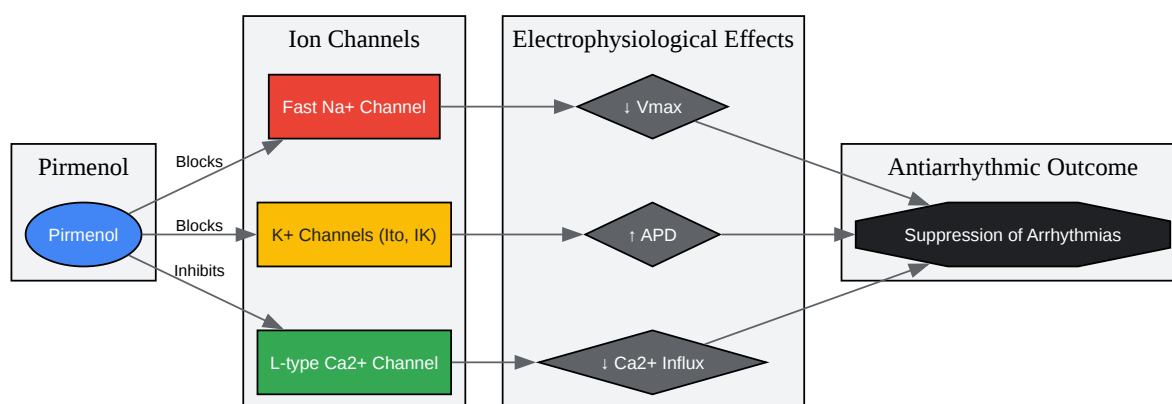 Pirmenol
Pirmenol
Blocks
Blocks
Inhibits
Ion Channels
Fast Na+ Channel
K+ Channels (Ito, IK)
L-type Ca2+ Channel
Electrophysiological Effects
↓ Vmax
↑ APD
↓ Ca2+ Influx
Antiarrhythmic Outcome
Suppression of Arrhythmias